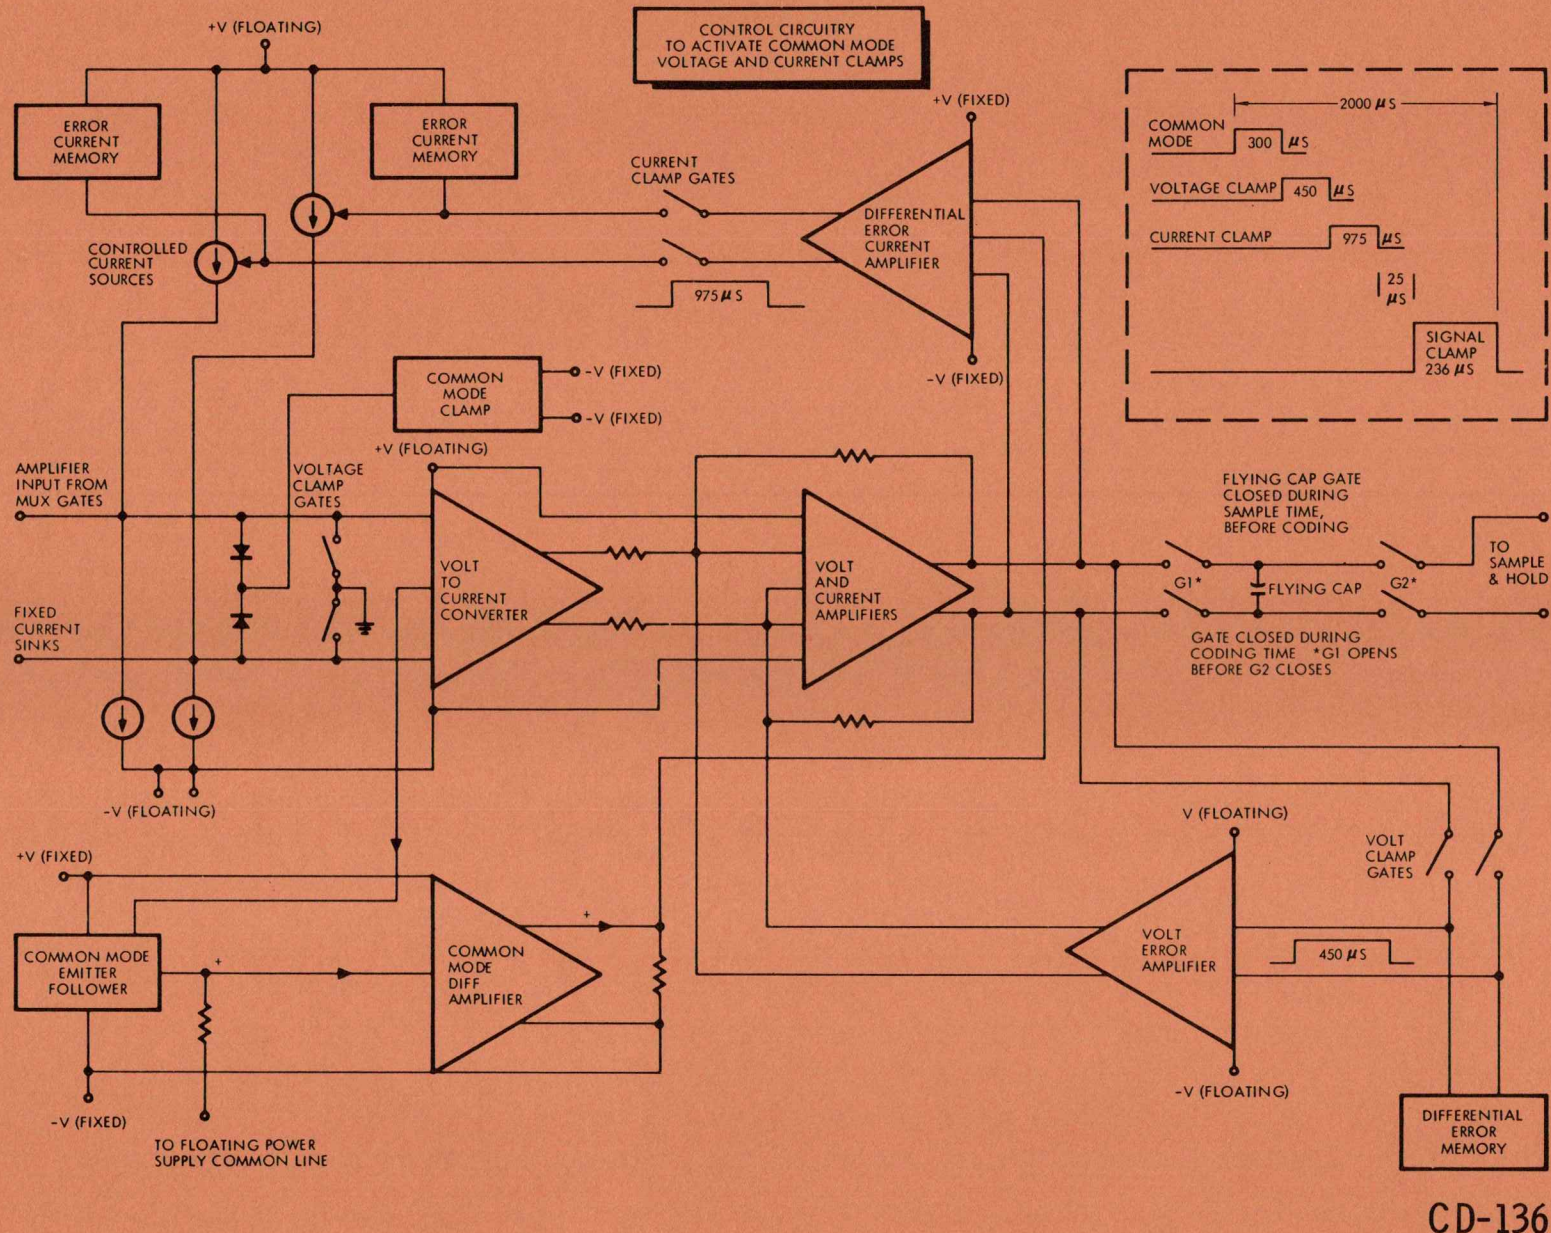 +V (FLOATING)
CONTROL CIRCUITRY
TO ACTIVATE COMMON MODE
VOLTAGE AND CURRENT CLAMPS
ERROR
CURRENT
MEMORY
ERROR
CURRENT
MEMORY
CONTROLLED
CURRENT
SOURCES
CURRENT
CLAMP GATES
975 μS
+V (FIXED)
DIFFERENTIAL
ERROR
CURRENT
AMPLIFIER
-V (FIXED)
2000 μS
COMMON
MODE
300 μS
VOLTAGE CLAMP 450 μS
CURRENT CLAMP 975 μS
25
μS
SIGNAL
CLAMP
236 μS
COMMON
MODE
CLAMP
-V (FIXED)
-V (FIXED)
+V (FLOATING)
AMPLIFIER
INPUT FROM
MUX GATES
VOLTAGE
CLAMP
GATES
FIXED
CURRENT
SINKS
VOLT
TO
CURRENT
CONVERTER
VOLT
AND
CURRENT
AMPLIFIERS
FLYING CAP GATE
CLOSED DURING
SAMPLE TIME,
BEFORE CODING
G1*
FLYING CAP
G2*
TO
SAMPLE
& HOLD
GATE CLOSED DURING
CODING TIME *G1 OPENS
BEFORE G2 CLOSES
-V (FLOATING)
+V (FIXED)
COMMON MODE
EMITTER
FOLLOWER
+
COMMON
MODE
DIFF
AMPLIFIER
+
-V (FIXED)
TO FLOATING POWER
SUPPLY COMMON LINE
V (FLOATING)
VOLT
ERROR
AMPLIFIER
-V (FLOATING)
VOLT
CLAMP
GATES
450 μS
DIFFERENTIAL
ERROR
MEMORY
CD-136